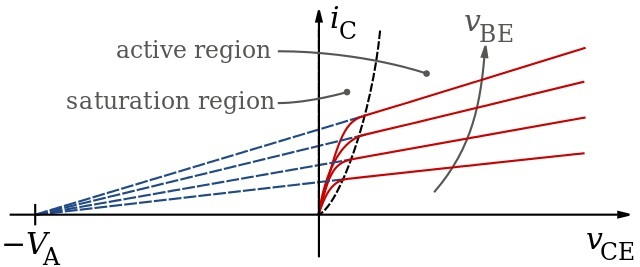 i_C
v_BE
active region
saturation region
−V_A
v_CE